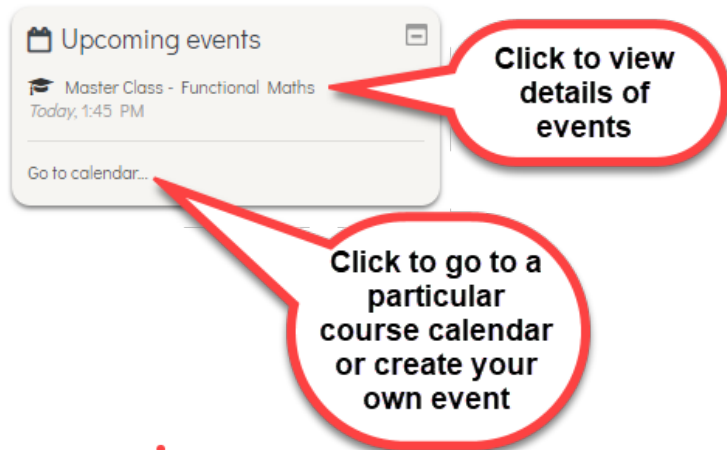 Upcoming events
Master Class - Functional Maths
Today, 1:45 PM
Go to calendar...
Click to view
details of
events
Click to go to a
particular
course calendar
or create your
own event